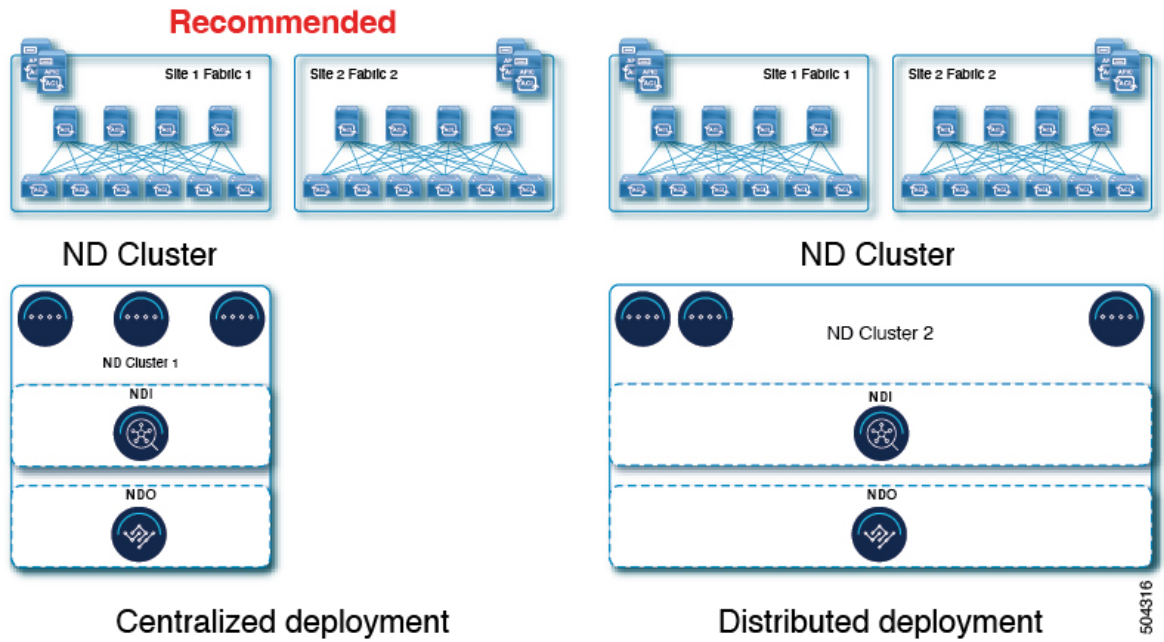 Recommended
Site 1 Fabric 1
Site 2 Fabric 2
Site 1 Fabric 1
Site 2 Fabric 2
ND Cluster
ND Cluster
ND Cluster 1
ND Cluster 2
NDI
NDI
NDO
NDO
Centralized deployment
Distributed deployment
504316